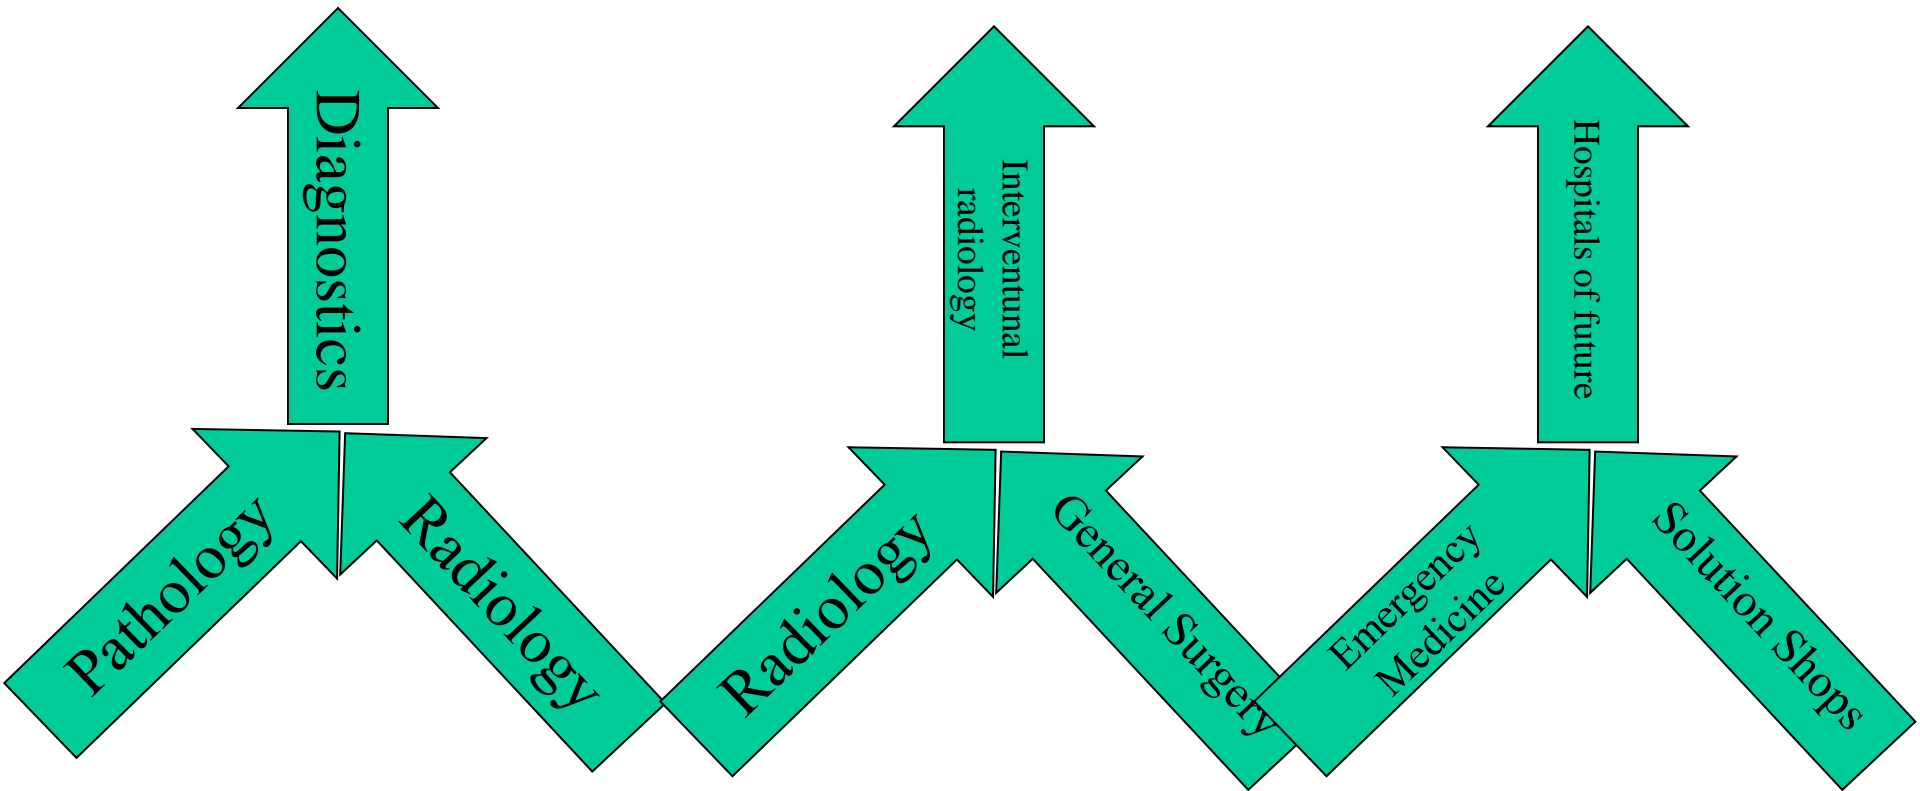 Diagnostics
Pathology
Radiology
Interventunal
radiology
Radiology
General Surgery
Hospitals of future
Emergency
Medicine
Solution Shops